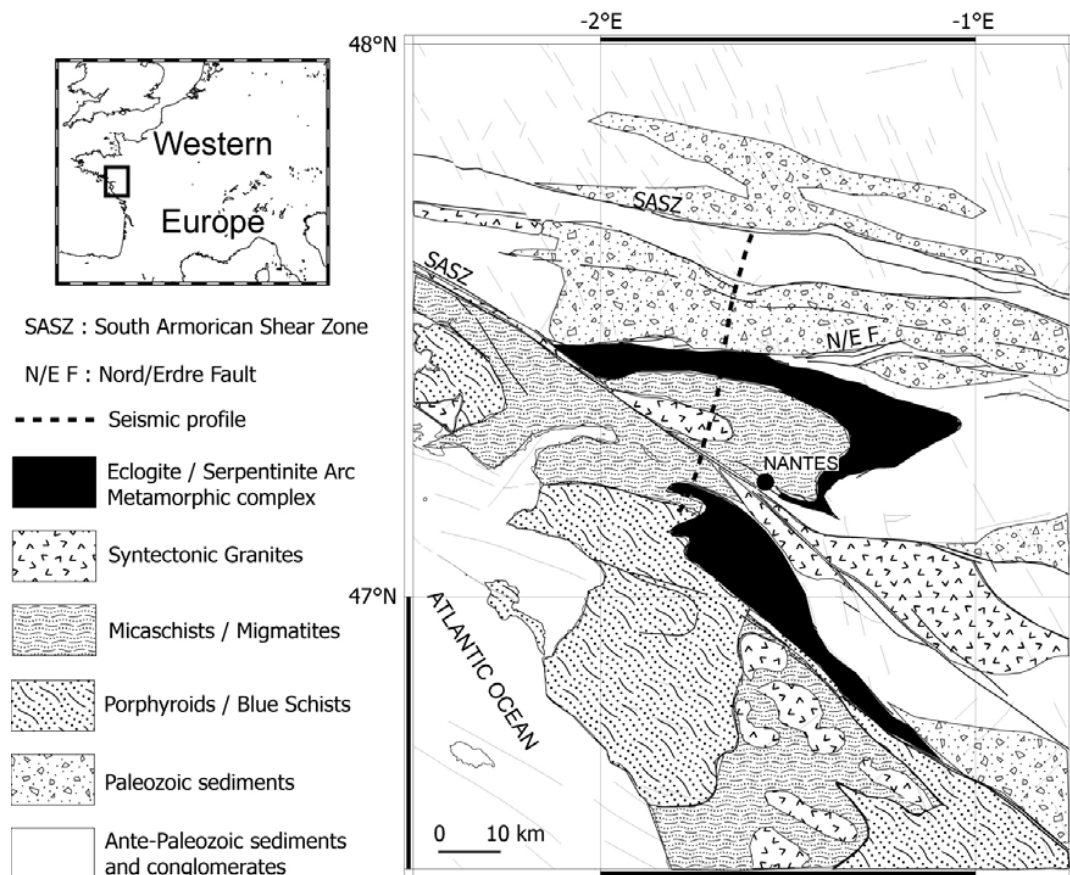 -2°E
-1°E
48°N
Western
Europe
SASZ
SASZ
SASZ : South Armorican Shear Zone
N/E F
N/E F : Nord/Erdre Fault
Seismic profile
Eclogite / Serpentinite Arc
Metamorphic complex
NANTES
Syntectonic Granites
47°N
Micaschists / Migmatites
ATLANTIC OCEAN
Porphyroids / Blue Schists
Paleozoic sediments
0 10 km
Ante-Paleozoic sediments
and conglomerates